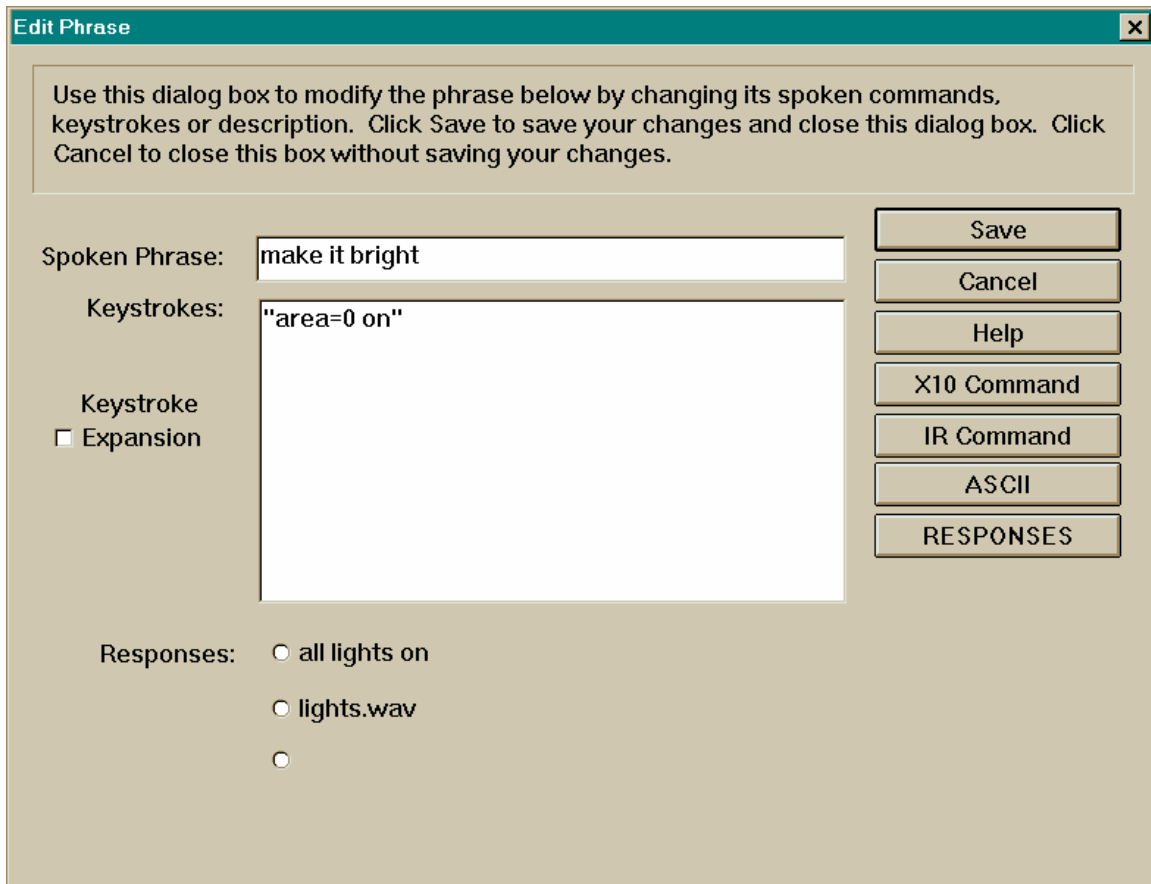 Edit Phrase
Use this dialog box to modify the phrase below by changing its spoken commands,
keystrokes or description.  Click Save to save your changes and close this dialog box.  Click
Cancel to close this box without saving your changes.
Spoken Phrase:
make it bright
Keystrokes:
"area=0 on"
Keystroke
Expansion
Save
Cancel
Help
X10 Command
IR Command
ASCII
RESPONSES
Responses:
all lights on
lights.wav